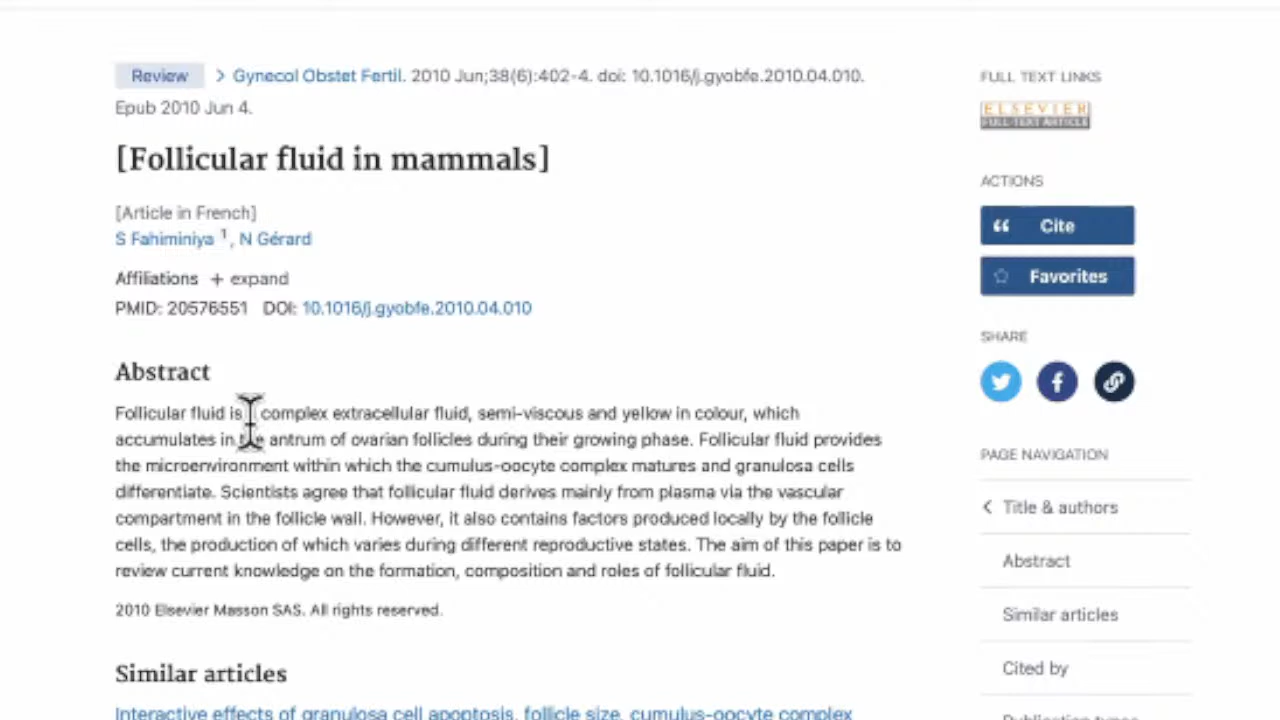 Review > Gynecol Obstet Fertil. 2010 Jun;38(6):402-4. doi: 10.1016/j.gyobfe.2010.04.010.
Epub 2010 Jun 4.
[Follicular fluid in mammals]
[Article in French]
S Fahiminiya 1, N Gérard
Affiliations + expand
PMID: 20576551 DOI: 10.1016/j.gyobfe.2010.04.010
Abstract
Follicular fluid is complex extracellular fluid, semi-viscous and yellow in colour, which
accumulates in the antrum of ovarian follicles during their growing phase. Follicular fluid provides
the microenvironment within which the cumulus-oocyte complex matures and granulosa cells
differentiate. Scientists agree that follicular fluid derives mainly from plasma via the vascular
compartment in the follicle wall. However, it also contains factors produced locally by the follicle
cells, the production of which varies during different reproductive states. The aim of this paper is to
review current knowledge on the formation, composition and roles of follicular fluid.
2010 Elsevier Masson SAS. All rights reserved.
Similar articles
Interactive effects of granulosa cell apoptosis, follicle size, cumulus-oocyte complex
FULL TEXT LINKS
ELSEVIER
FULL-TEXT ARTICLE
ACTIONS
Cite
Favorites
SHARE
PAGE NAVIGATION
Title & authors
Abstract
Similar articles
Cited by
Publication types